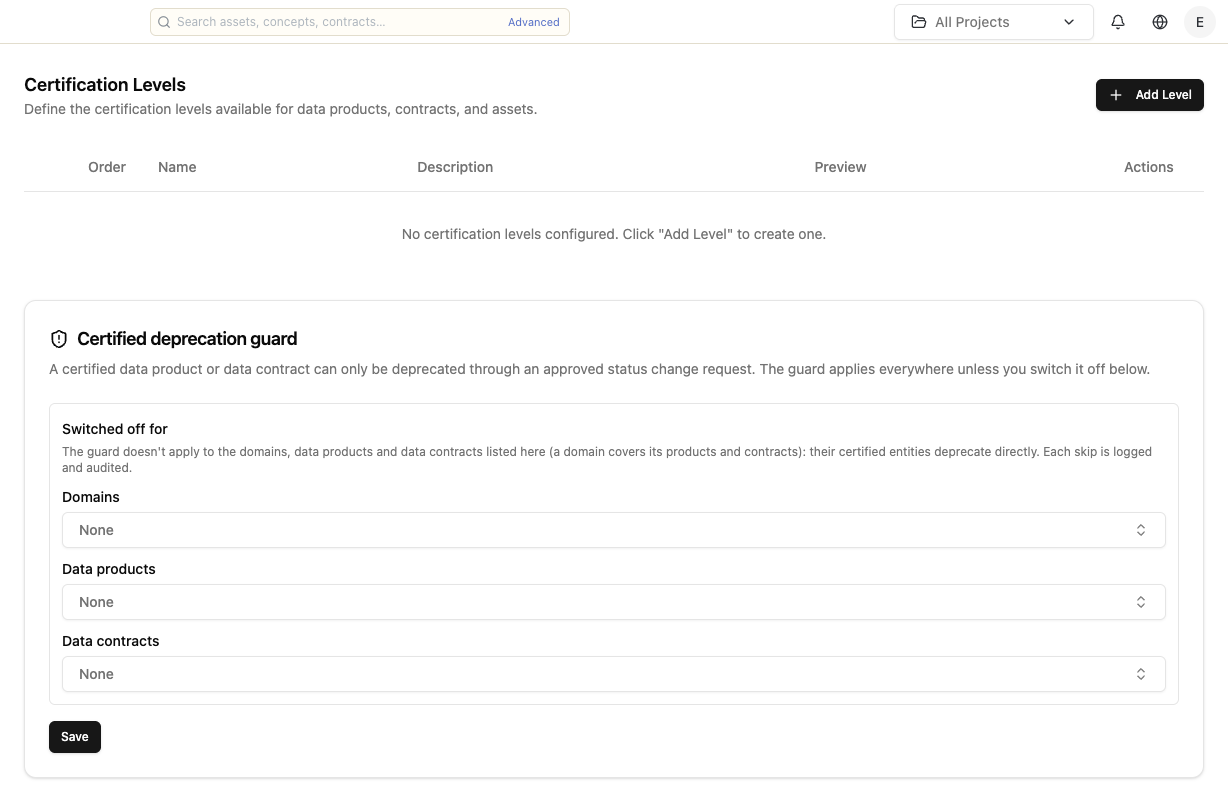 Search assets, concepts, contracts...
Advanced
All Projects
E
Certification Levels
Define the certification levels available for data products, contracts, and assets.
Add Level
Order Name Description Preview Actions
No certification levels configured. Click "Add Level" to create one.
Certified deprecation guard
A certified data product or data contract can only be deprecated through an approved status change request. The guard applies everywhere unless you switch it off below.
Switched off for
The guard doesn't apply to the domains, data products and data contracts listed here (a domain covers its products and contracts): their certified entities deprecate directly. Each skip is logged
and audited.
Domains
None
Data products
None
Data contracts
None
Save